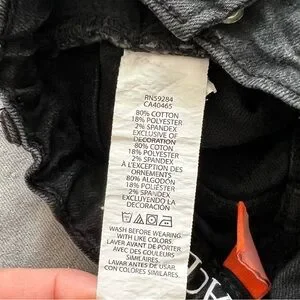 RN59284
CA40465
80% COTTON
18% POLYESTER
2% SPANDEX
EXCLUSIVE OF
DECORATION
80% COTON
18% POLYESTER
2% SPANDEX
À L'EXCEPTION DES
ORNEMENTS
80% ALGODÓN
18% POLIÉSTER
2% SPANDEX
EXCLUYENDO LA
DECORACIÓN
WASH BEFORE WEARING
WITH LIKE COLORS.
LAVER AVANT DE PORTER
AVEC DES COULEURS
SIMILAIRES.
LAVAR ANTES DE USAR
CON COLORES SIMILARES.